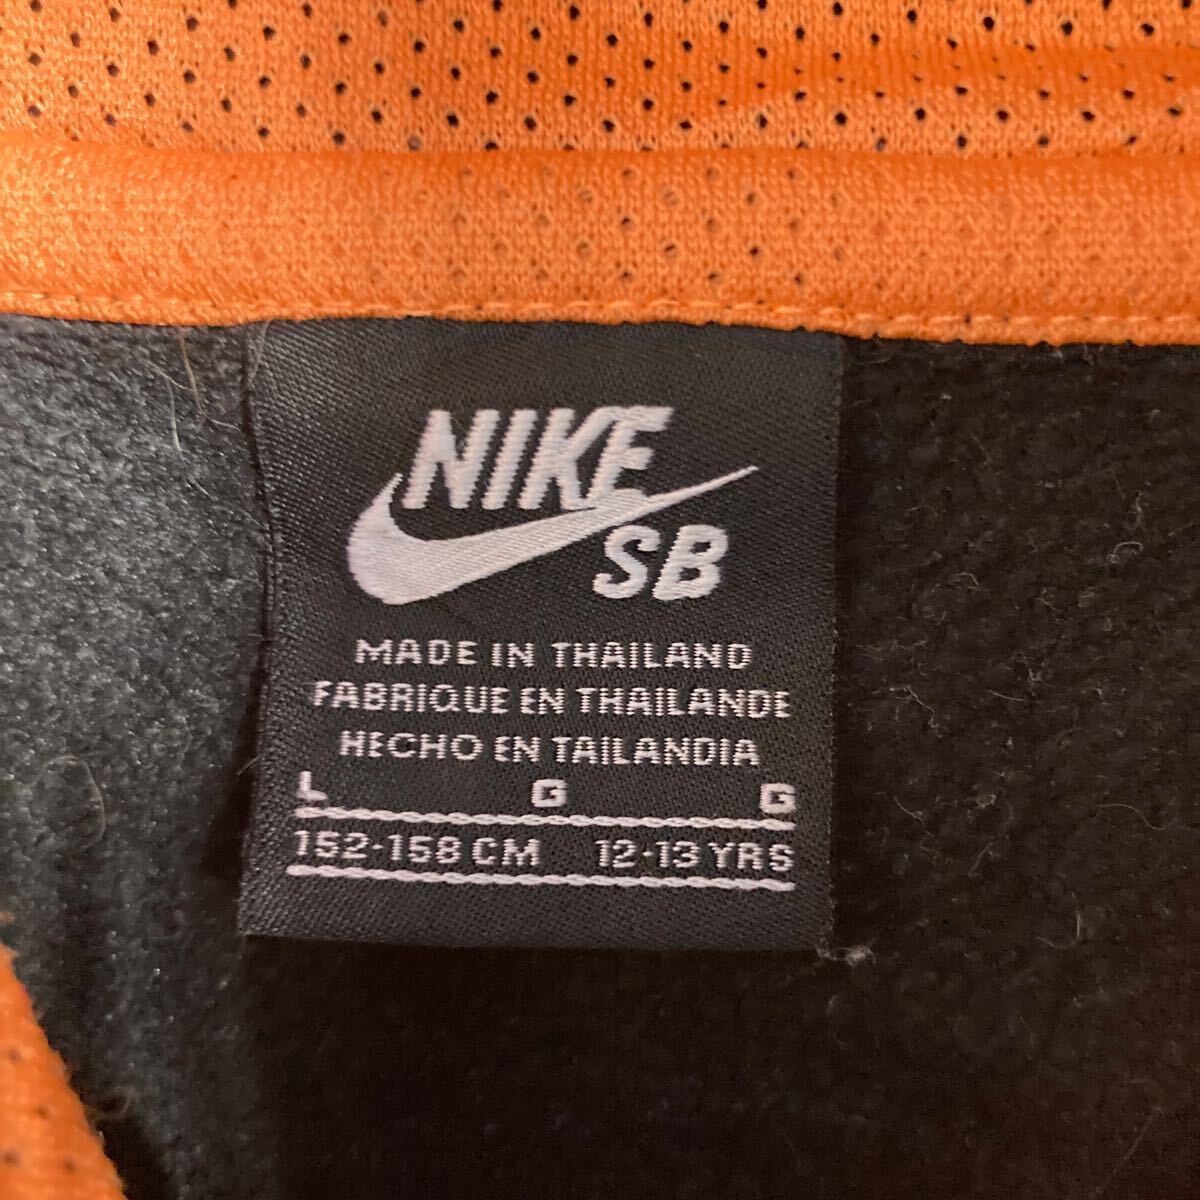 NIKE
SB
MADE IN THAILAND
FABRIQUE EN THAILANDE
HECHO EN TAILANDIA
L G G
152-158 CM 12-13 YRS